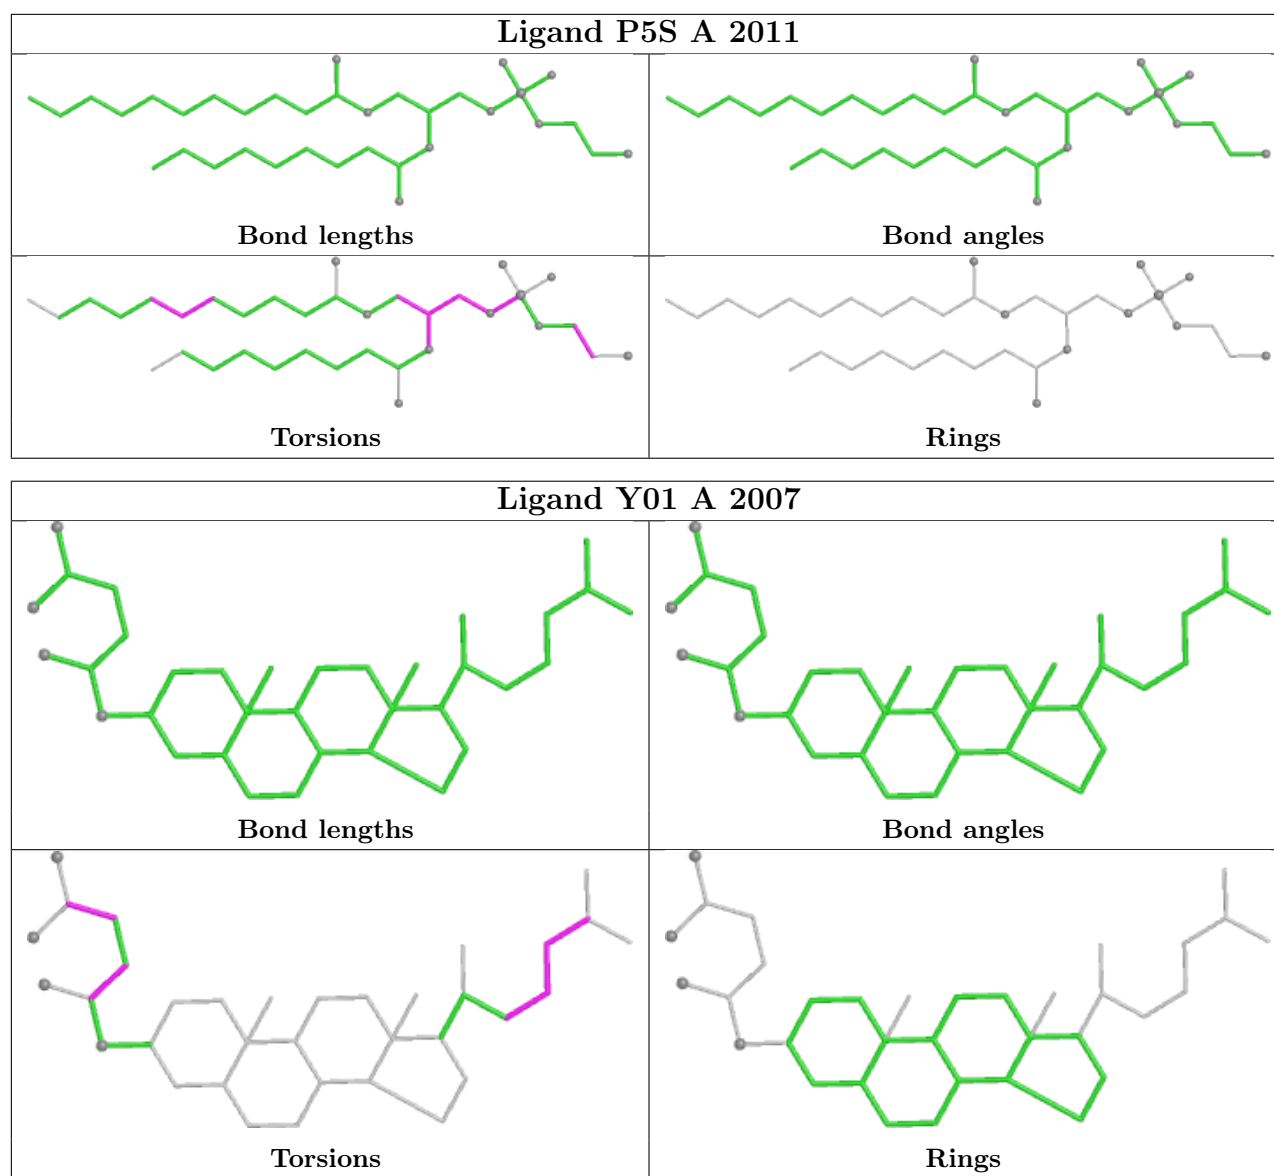 Ligand P5S A 2011
Bond lengths
Bond angles
Torsions
Rings
Ligand Y01 A 2007
Bond lengths
Bond angles
Torsions
Rings